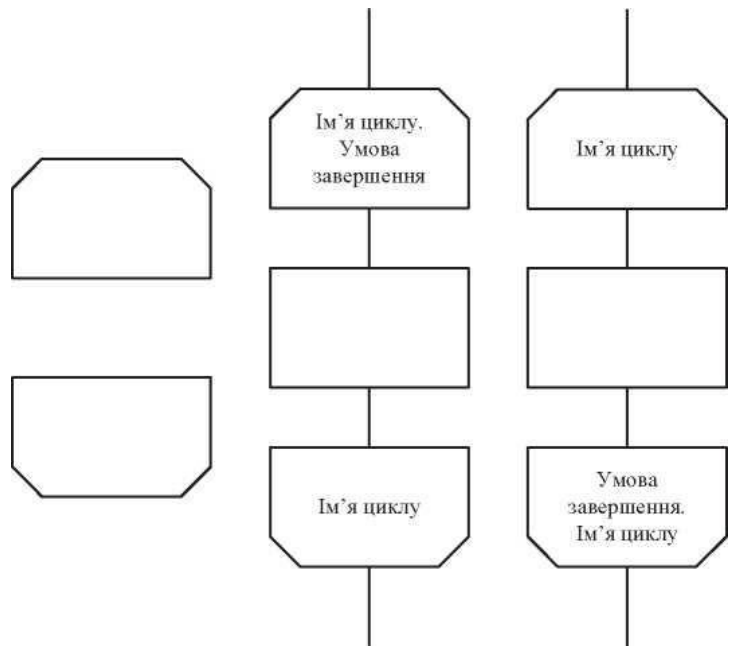 Ім’я циклу.
Умова
завершення
Ім’я циклу
Ім’я циклу
Умова
завершення.
Ім’я циклу